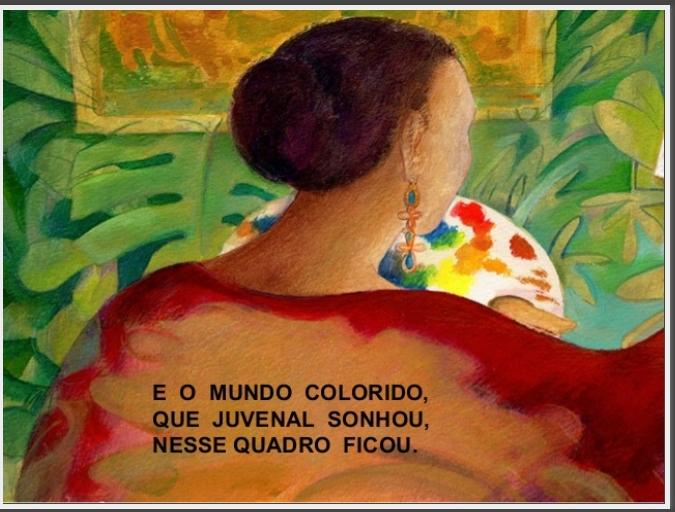 E O MUNDO COLORIDO,
QUE JUVENAL SONHOU,
NESSE QUADRO FICOU.